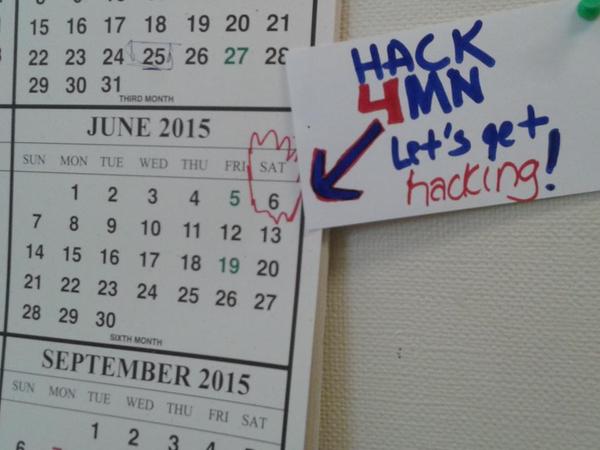 15 16 17 18 19 20 21
22 23 24 25 26 27 28
29 30 31
THIRD MONTH
JUNE 2015
SUN MON TUE WED THU FRI SAT
1 2 3 4 5 6
7 8 9 10 11 12 13
14 15 16 17 18 19 20
21 22 23 24 25 26 27
28 29 30
SIXTH MONTH
SEPTEMBER 2015
SUN MON TUE WED THU FRI SAT
1 2 3 4
HACK
4MN
Let's get
hacking!